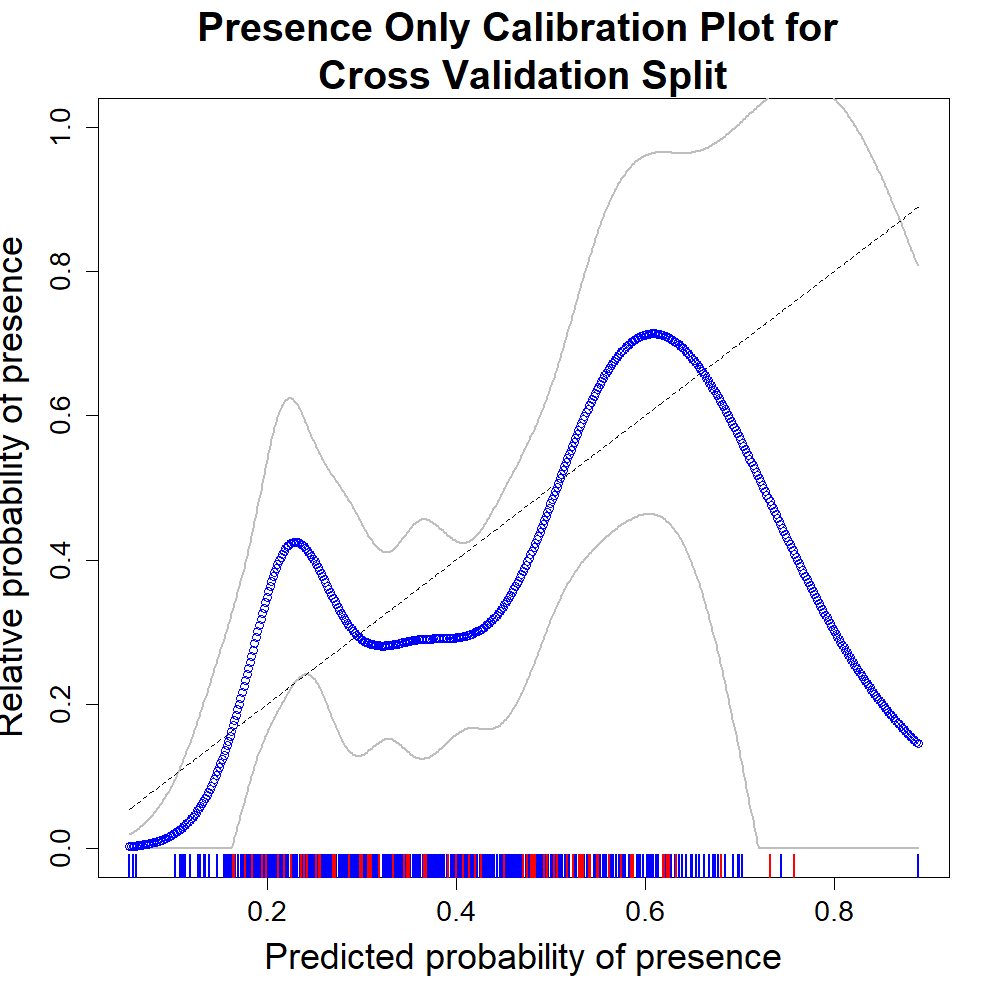 Presence Only Calibration Plot for
Cross Validation Split
Relative probability of presence
1.0
0.8
0.6
0.4
0.2
0.0
0.2 0.4 0.6 0.8
Predicted probability of presence